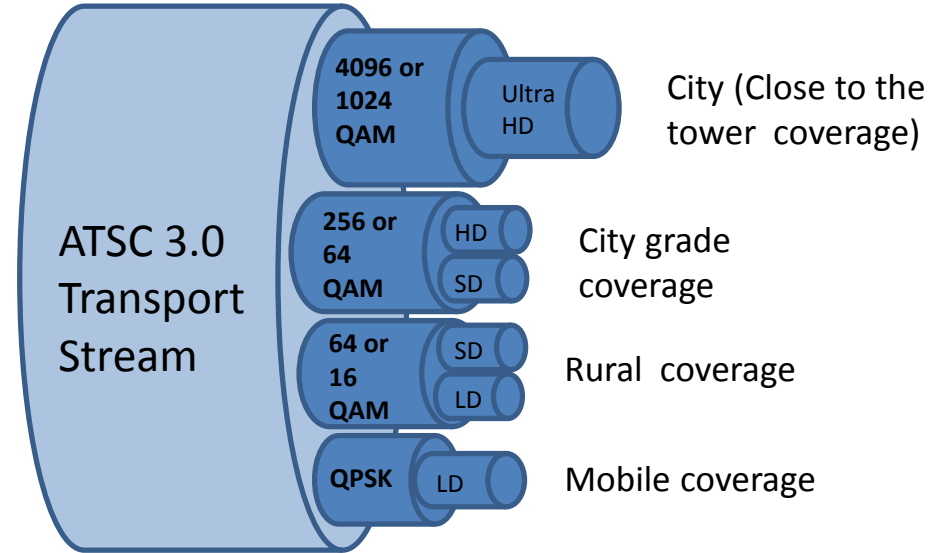 ATSC 3.0
Transport
Stream
4096 or
1024
QAM
Ultra
HD
City (Close to the
tower coverage)
256 or
64
QAM
HD
SD
City grade
coverage
64 or
16
QAM
SD
LD
Rural coverage
QPSK
LD
Mobile coverage